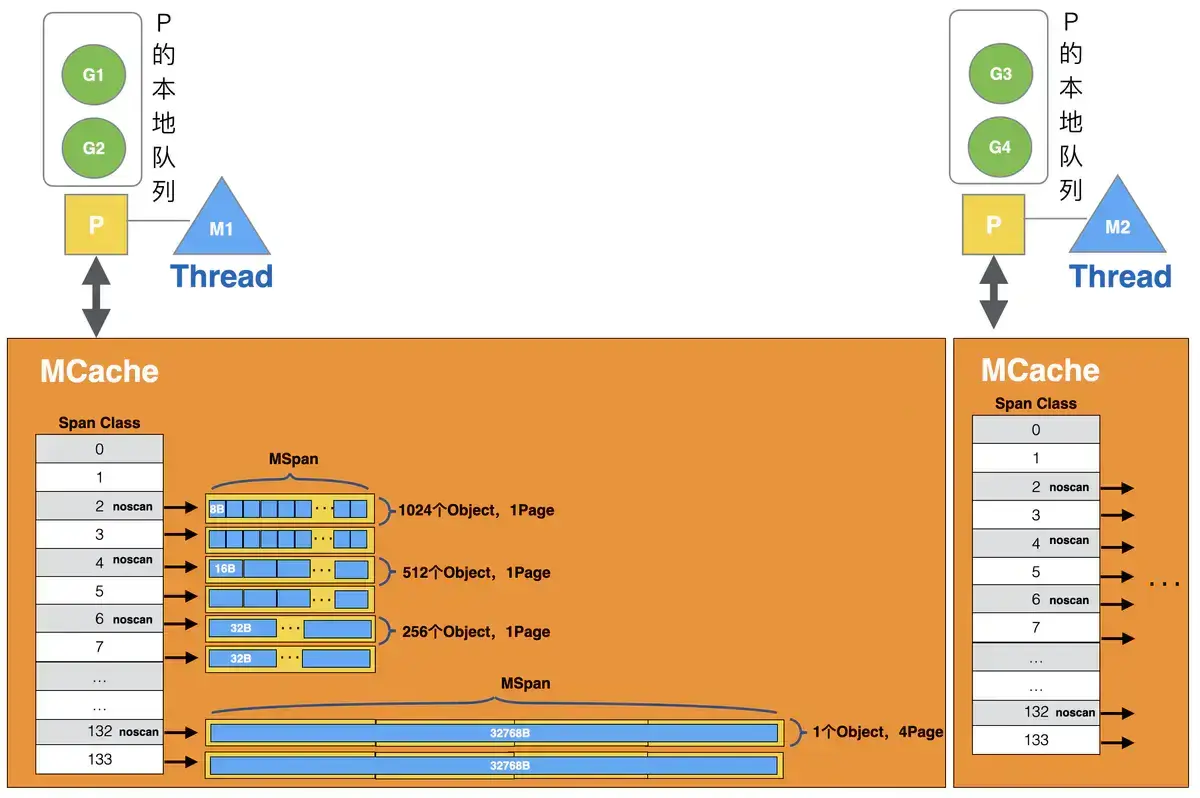 G1
G2
P的本地队列
P
M1
Thread
G3
G4
P的本地队列
P
M2
Thread
MCache
Span Class
0
1
2 noscan
3
4 noscan
5
6 noscan
7
...
...
132 noscan
133
MSpan
8B
...
1024个Object，1Page
...
16B
...
512个Object，1Page
...
32B
...
256个Object，1Page
32B
...
MSpan
32768B
1个Object，4Page
32768B
MCache
Span Class
0
1
2 noscan
3
4 noscan
5
6 noscan
7
...
...
132 noscan
133
...